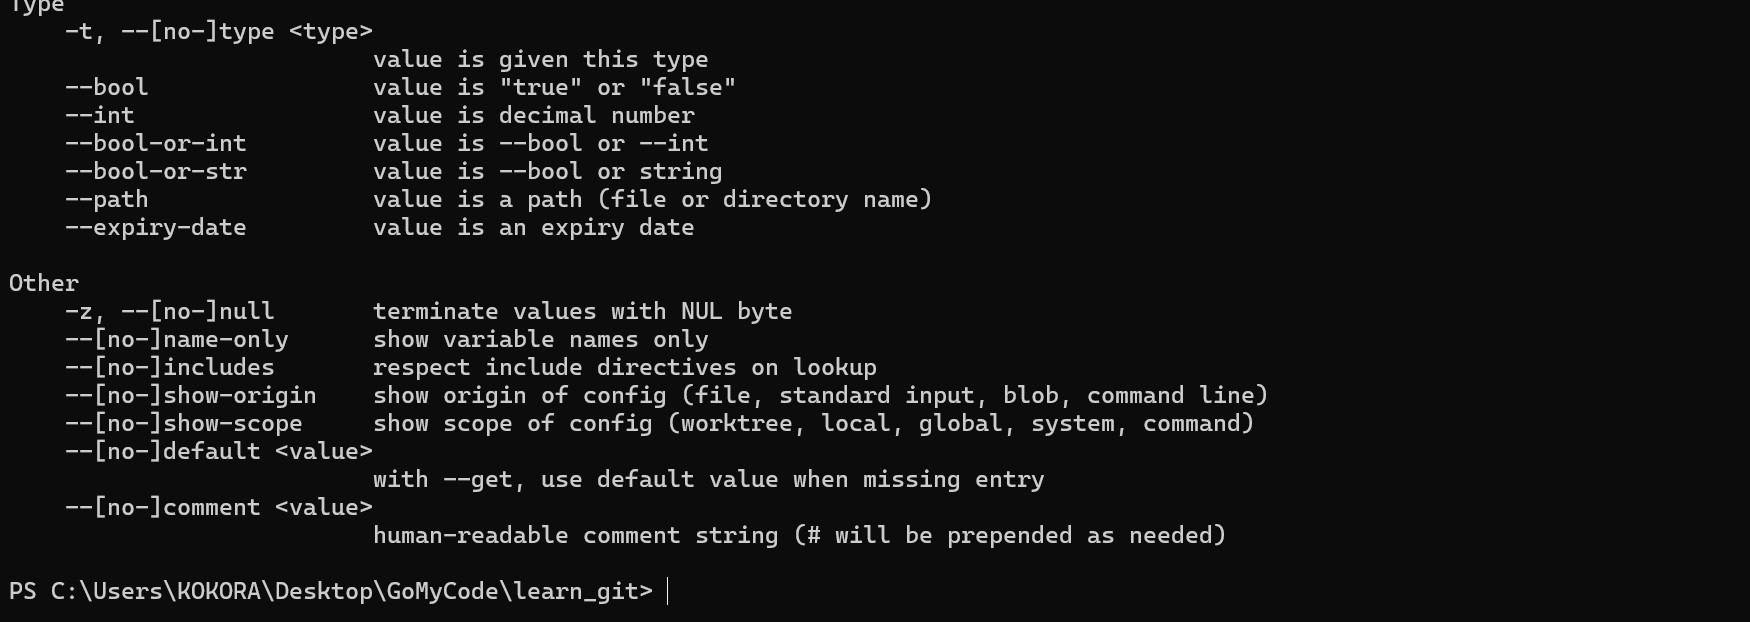 Type
    -t, --[no-]type <type>
                          value is given this type
    --bool                value is "true" or "false"
    --int                 value is decimal number
    --bool-or-int         value is --bool or --int
    --bool-or-str         value is --bool or string
    --path                value is a path (file or directory name)
    --expiry-date         value is an expiry date

Other
    -z, --[no-]null       terminate values with NUL byte
    --[no-]name-only      show variable names only
    --[no-]includes       respect include directives on lookup
    --[no-]show-origin    show origin of config (file, standard input, blob, command line)
    --[no-]show-scope     show scope of config (worktree, local, global, system, command)
    --[no-]default <value>
                          with --get, use default value when missing entry
    --[no-]comment <value>
                          human-readable comment string (# will be prepended as needed)

PS C:\Users\KOKORA\Desktop\GoMyCode\learn_git>